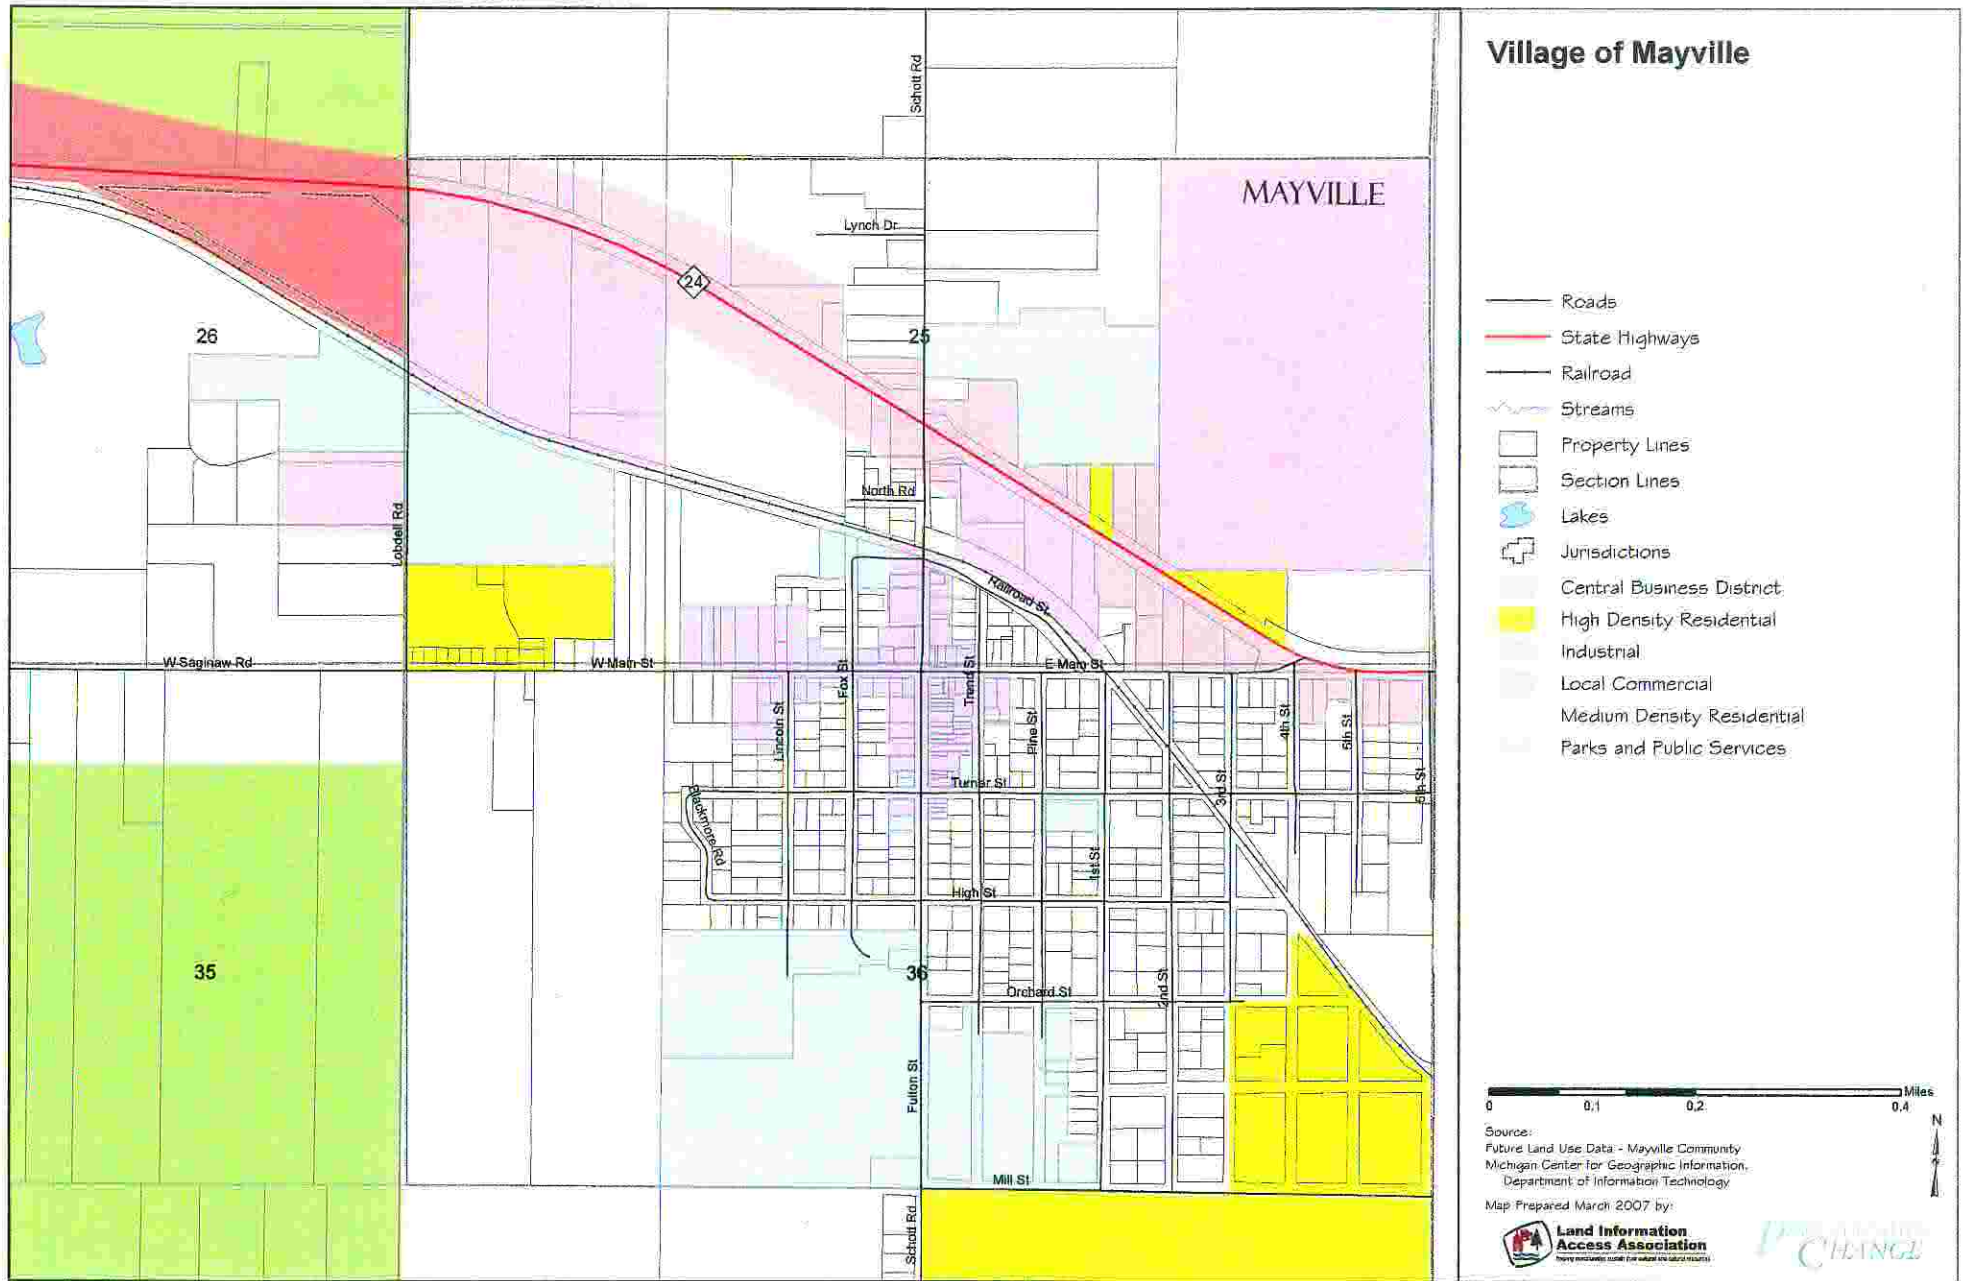 Village of Mayville
MAYVILLE
Schott Rd
Lynch Dr
24
25
26
North Rd
Lobdell Rd
Railroad St
W Saginaw Rd
W Main St
E Main St
Fox St
Trend St
Lincoln St
Pine St
4th St
5th St
3rd St
6th St
Turner St
Blackmore Rd
1st St
High St
35
36
2nd St
Orchard St
Fulton St
Mill St
Schott Rd
Roads
State Highways
Railroad
Streams
Property Lines
Section Lines
Lakes
Jurisdictions
Central Business District
High Density Residential
Industrial
Local Commercial
Medium Density Residential
Parks and Public Services
Miles
0 0.1 0.2 0.4
N
Source:
Future Land Use Data - Mayville Community
Michigan Center for Geographic Information,
Department of Information Technology
Map Prepared March 2007 by:
Land Information
Access Association
CHANGE